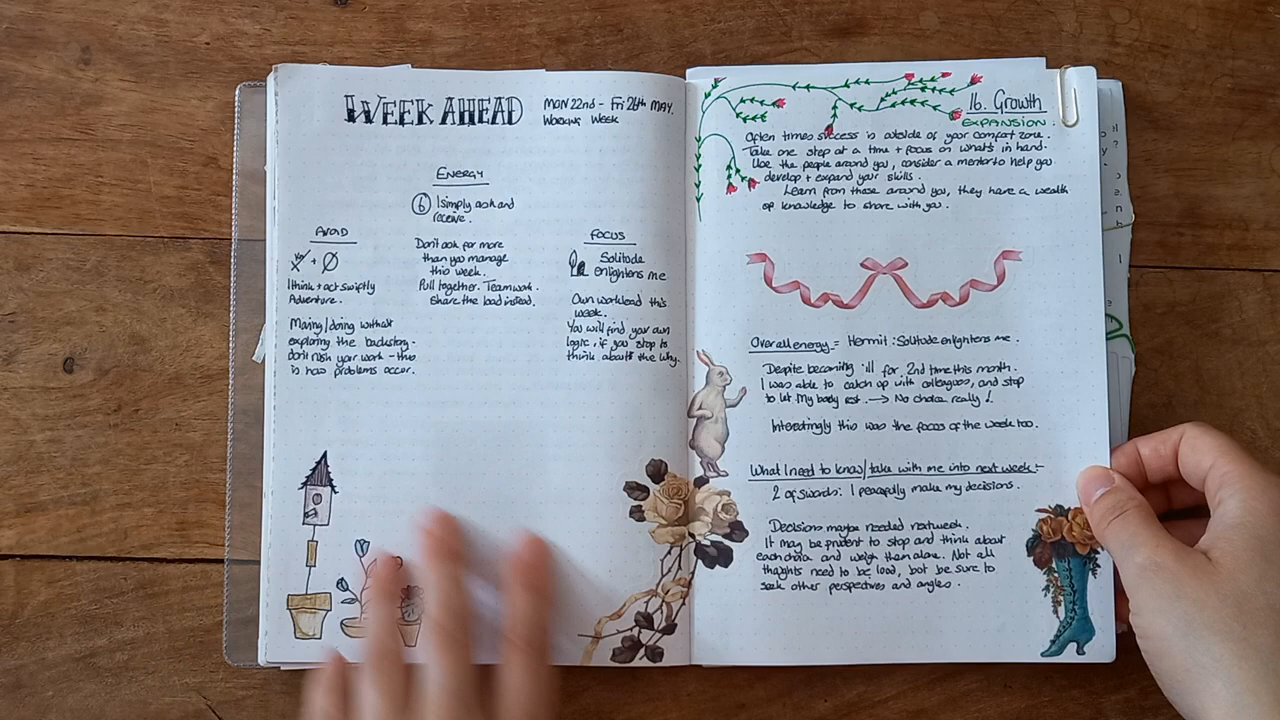 WEEK AHEAD
MON 22nd - Fri 26th MAY.
WORKING WEEK
ENERGY
6 I simply ask and
receive.
AVOID
+
I think + act swiftly
Adventure.
Moving/doing without
exploring the backstory.
don't rush your work - this
is how problems occur.
Don't ask for more
than you manage
this week.
Pull together. Teamwork.
Share the load instead.
FOCUS
Solitude
enlightens me
Own workload this
week.
You will find your own
logic, if you stop to
think about the why.
16. Growth
EXPANSION
Often times success is outside of your comfort zone.
Take one step at a time + focus on what's in hand.
Use the people around you, consider a mentor to help you
develop + expand your skills.
Learn from those around you, they have a wealth
of knowledge to share with you.
Overall energy = Hermit: Solitude enlightens me.
Despite becoming ill for 2nd time this month.
I was able to catch up with colleagues, and stop
to let my body rest. → No choice really!
Interestingly this was the focus of the week too.
What I need to know/take with me into next week:-
2 of swords: I peacefully make my decisions.
Decisions maybe needed next week.
It may be prudent to stop and think about
each choice and weigh them alone. Not all
thoughts need to be loud, but be sure to
seek other perspectives and angles.